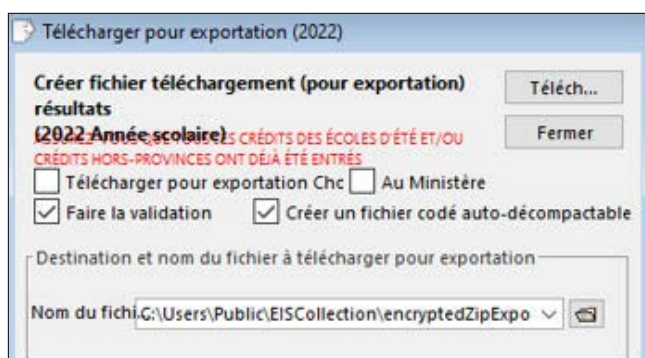 Télécharger pour exportation (2022)
Créer fichier téléchargement (pour exportation)
résultats
(2022 Année scolaire)
Téléch...
Fermer
QUE TOUS LES CRÉDITS DES ÉCOLES D'ÉTÉ ET/OU
CRÉDITS HORS-PROVINCES ONT DÉJÀ ÉTÉ ENTRÉS
Télécharger pour exportation Chc Au Ministère
Faire la validation Créer un fichier codé auto-décompactable
Destination et nom du fichier à télécharger pour exportation
Nom du fichi... C:\Users\Public\EISCollection\encryptedZipExpo